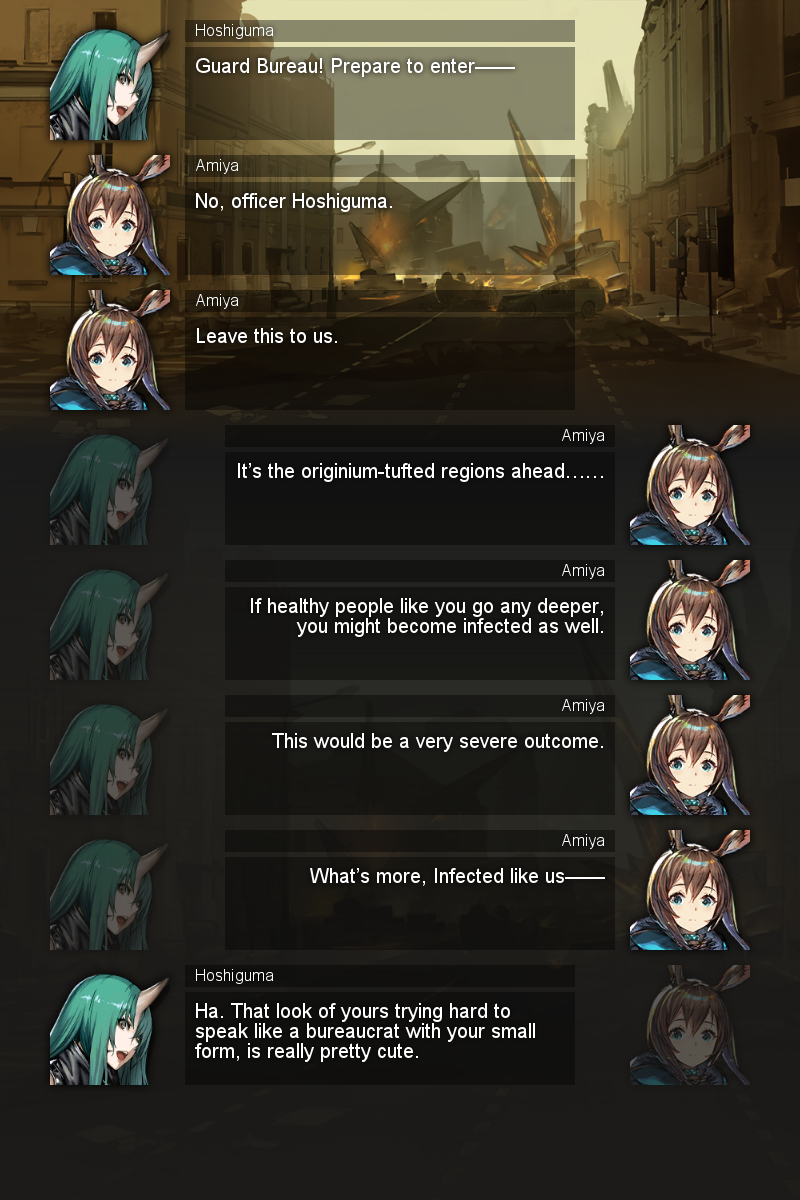 Hoshiguma
Guard Bureau! Prepare to enter——
Amiya
No, officer Hoshiguma.
Amiya
Leave this to us.
Amiya
It's the originium-tufted regions ahead……
Amiya
If healthy people like you go any deeper,
you might become infected as well.
Amiya
This would be a very severe outcome.
Amiya
What's more, Infected like us——
Hoshiguma
Ha. That look of yours trying hard to
speak like a bureaucrat with your small
form, is really pretty cute.